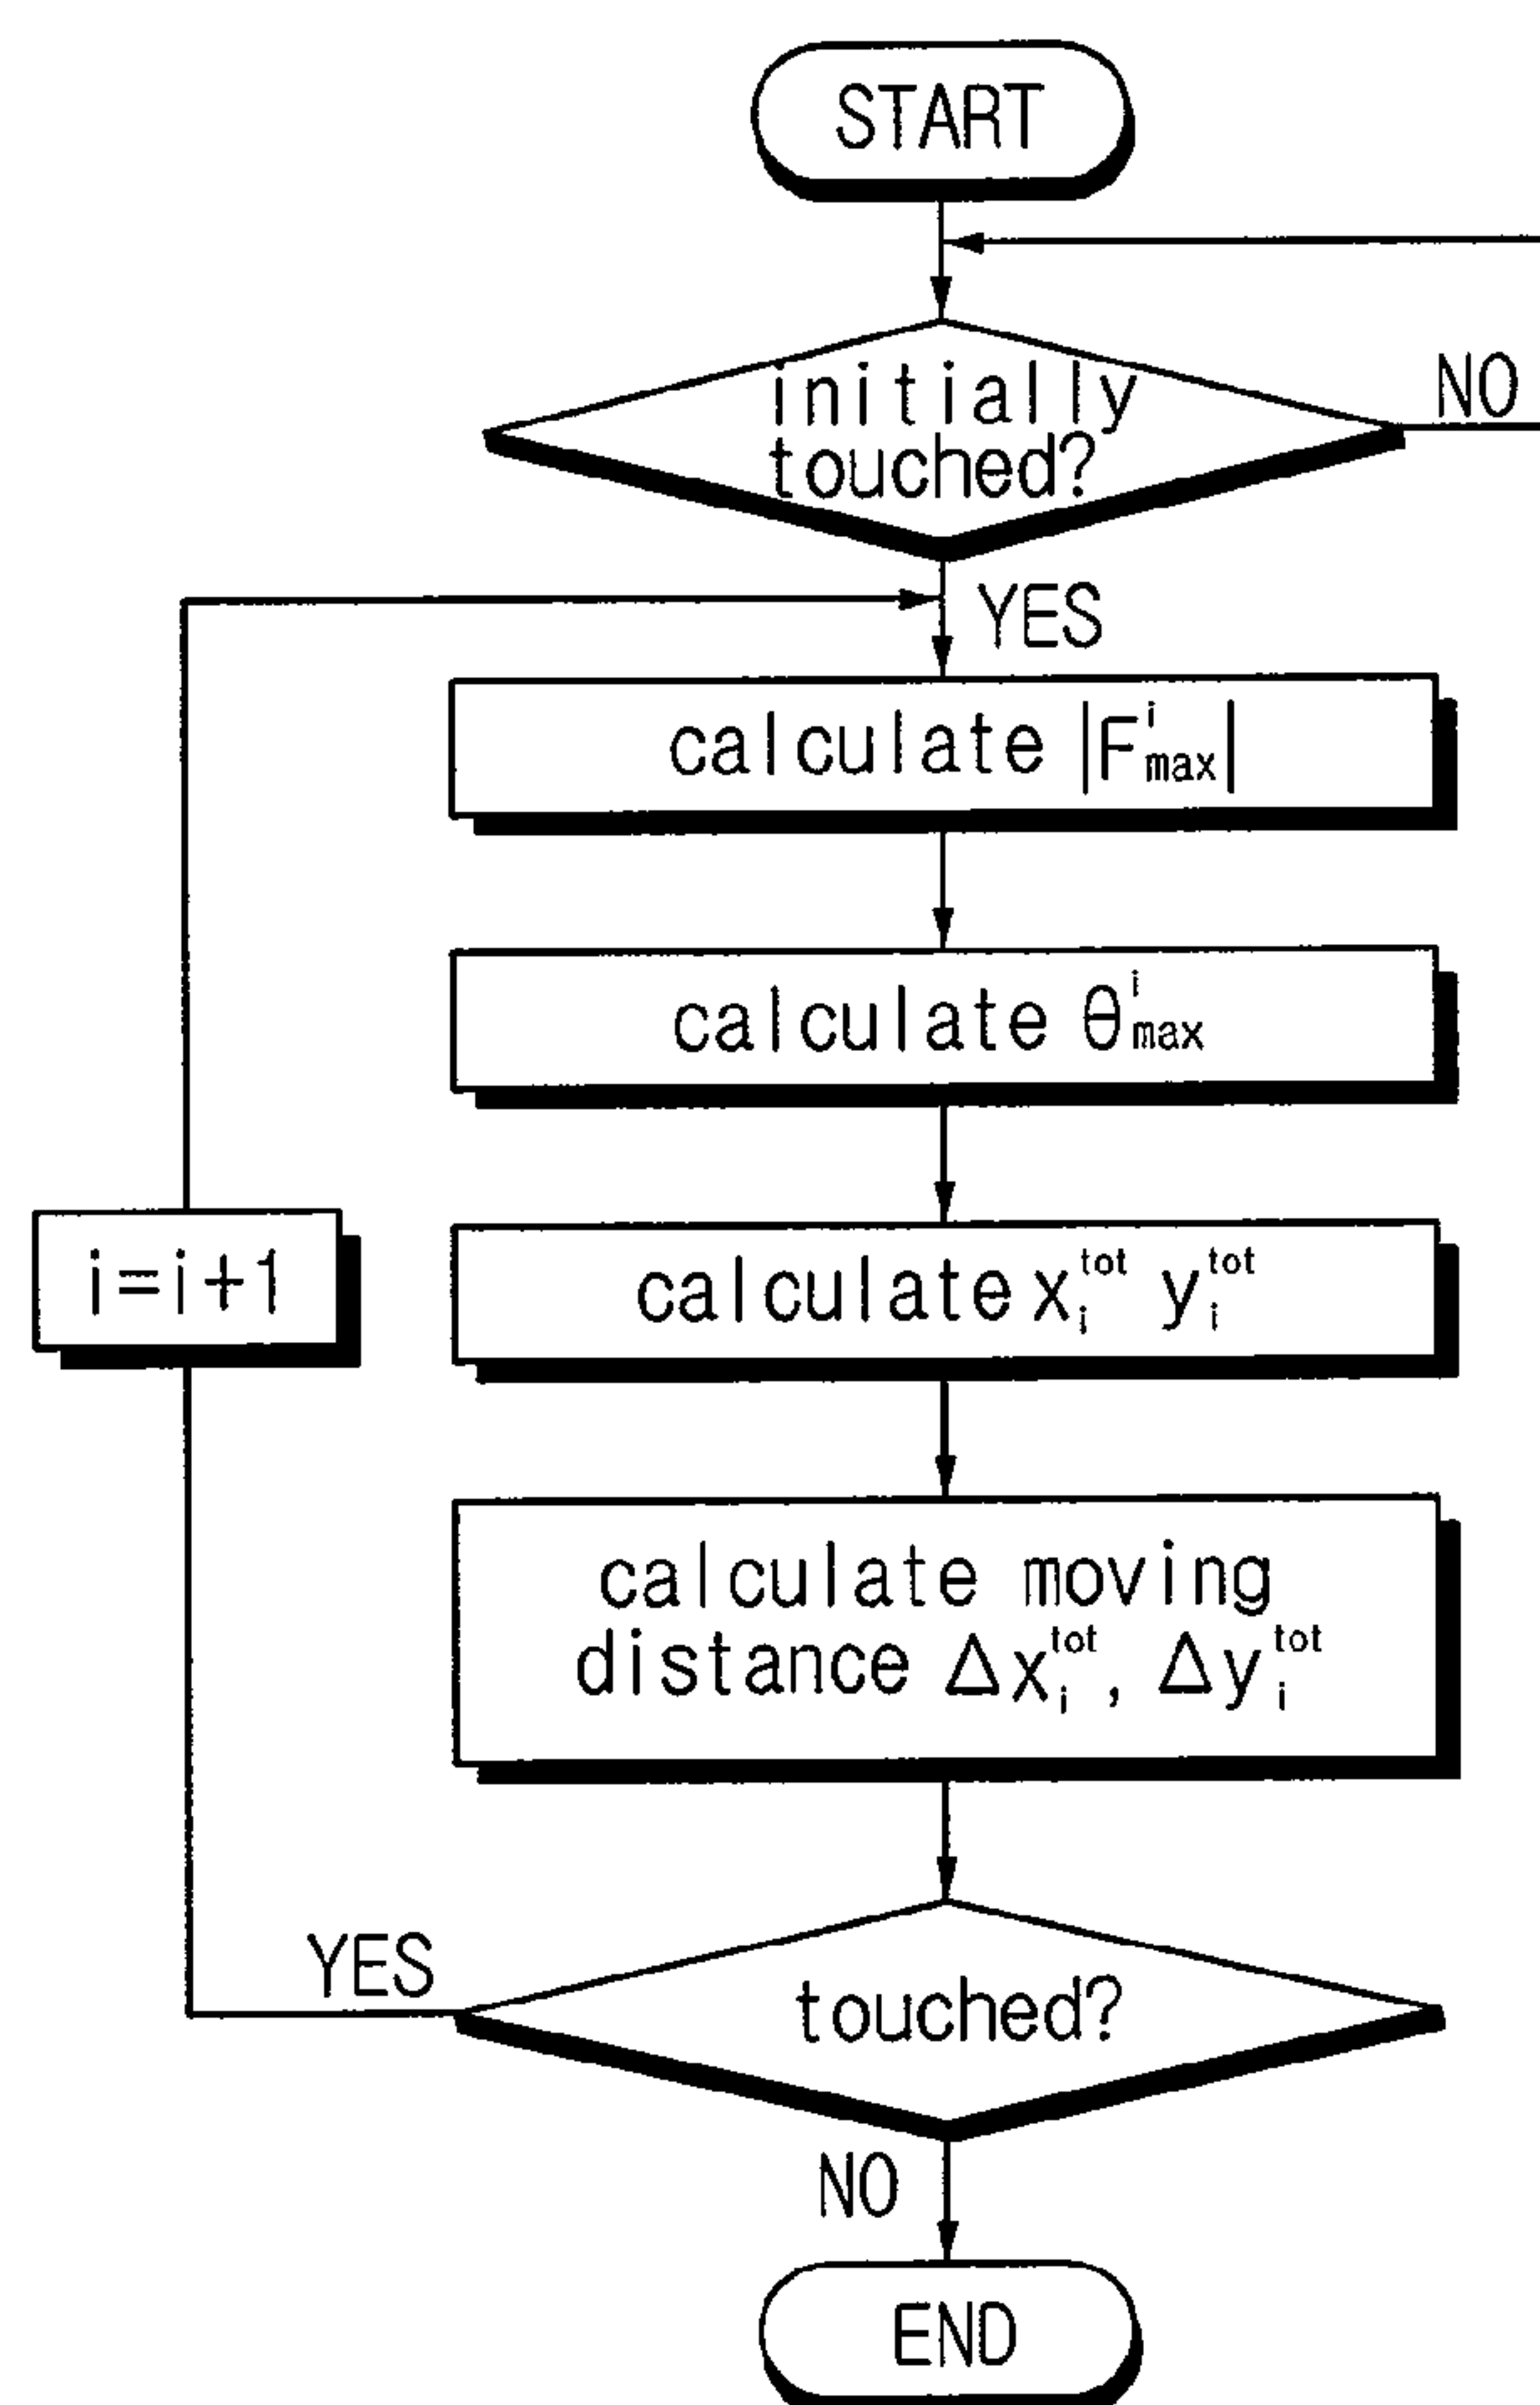 START
initially
touched?
NO
YES
calculate |F^i_max|
calculate θ^i_max
i=i+1
calculate x_i^tot y_i^tot
calculate moving
distance Δx_i^tot, Δy_i^tot
YES
touched?
NO
END